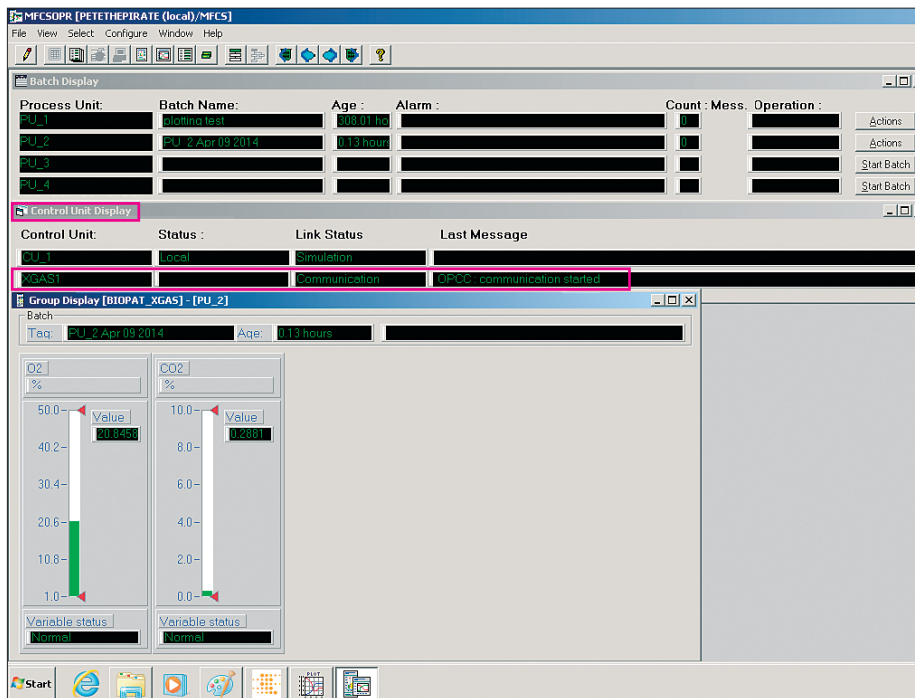 MFCSOPR [PETETHEPIRATE (local)/MFCS]
File View Select Configure Window Help
Batch Display
Process Unit: Batch Name: Age : Alarm : Count : Mess. Operation :
PU_1 plotting test 308.01 ho 0 Actions
PU_2 PU_2 Apr 09 2014 0.13 hours 0 Actions
PU_3 Start Batch
PU_4 Start Batch
Control Unit Display
Control Unit: Status : Link Status Last Message
CU_1 Local Simulation
XGAS1 Communication OPCC : communication started
Group Display [BIOPAT_XGAS] - [PU_2]
Batch
Tag: PU_2 Apr 09 2014 Age: 0.13 hours
O2 CO2
% %
50.0 Value 10.0 Value
20.8458 0.2881
40.2 8.0
30.4 6.0
20.6 4.0
10.8 2.0
1.0 0.0
Variable status Variable status
Normal Normal
Start PLOT